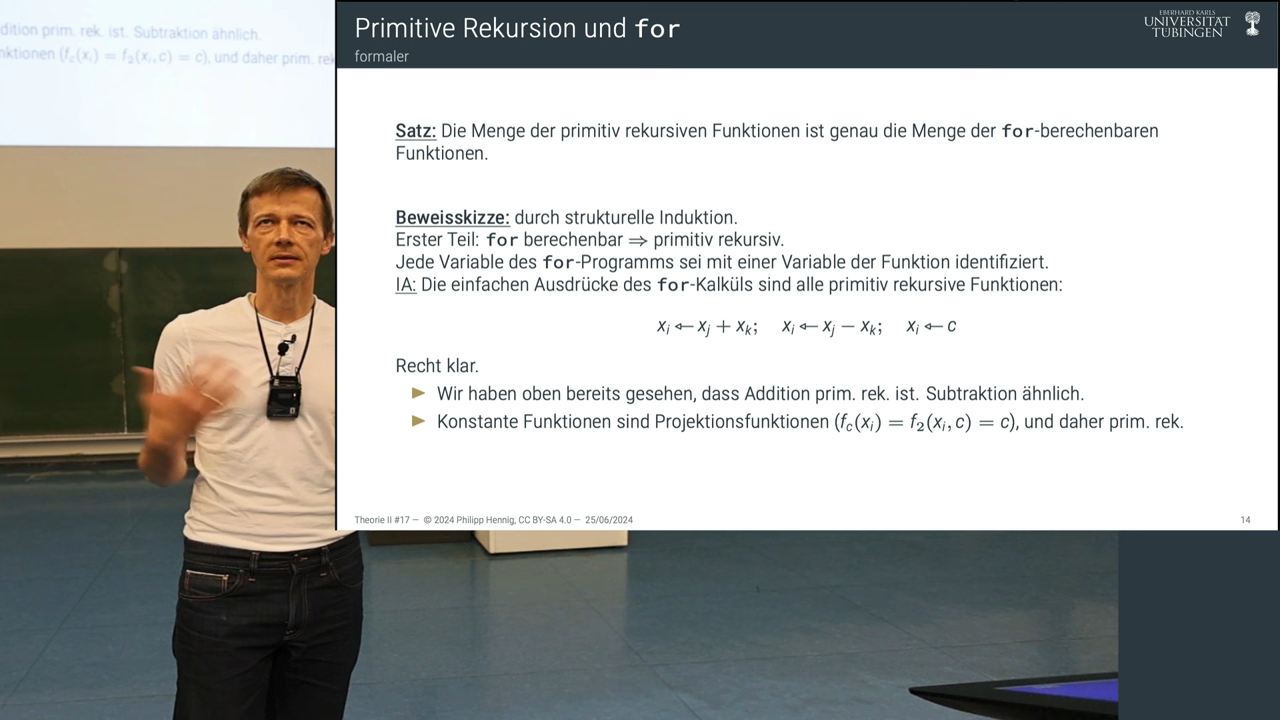 dition prim. rek. ist. Subtraktion ähnlich.
nktionen (f_c(x_i) = f_2(x_i, c) = c), und daher prim. rek
Primitive Rekursion und for
formaler
EBERHARD KARLS
UNIVERSITÄT
TÜBINGEN
Satz: Die Menge der primitiv rekursiven Funktionen ist genau die Menge der for-berechenbaren
Funktionen.
Beweisskizze: durch strukturelle Induktion.
Erster Teil: for berechenbar ⇒ primitiv rekursiv.
Jede Variable des for-Programms sei mit einer Variable der Funktion identifiziert.
IA: Die einfachen Ausdrücke des for-Kalküls sind alle primitiv rekursive Funktionen:
x_i ← x_j + x_k; x_i ← x_j − x_k; x_i ← c
Recht klar.
▶ Wir haben oben bereits gesehen, dass Addition prim. rek. ist. Subtraktion ähnlich.
▶ Konstante Funktionen sind Projektionsfunktionen (f_c(x_i) = f_2(x_i, c) = c), und daher prim. rek.
Theorie II #17 — © 2024 Philipp Hennig, CC BY-SA 4.0 — 25/06/2024
14